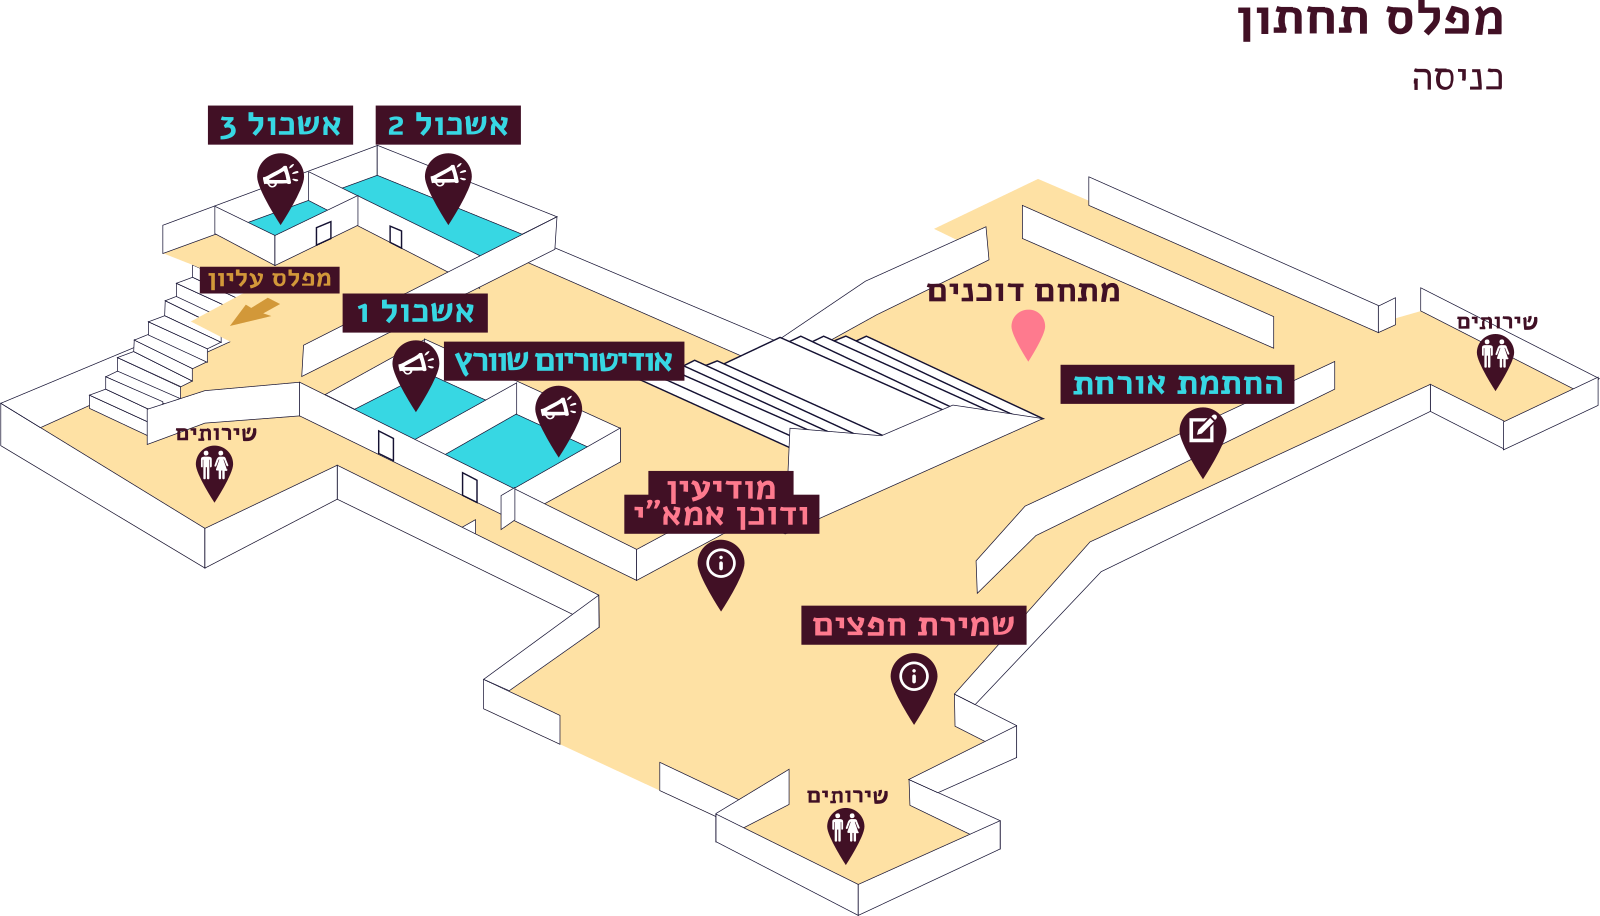 מפלס תחתון
כניסה
אשכול 2
אשכול 3
מפלס עליון
מתחם דוכנים
אשכול 1
שירותים
אודיטוריום שוורץ
החתמת אורחת
שירותים
מודיעין
ודוכן אמא"י
שמירת חפצים
שירותים